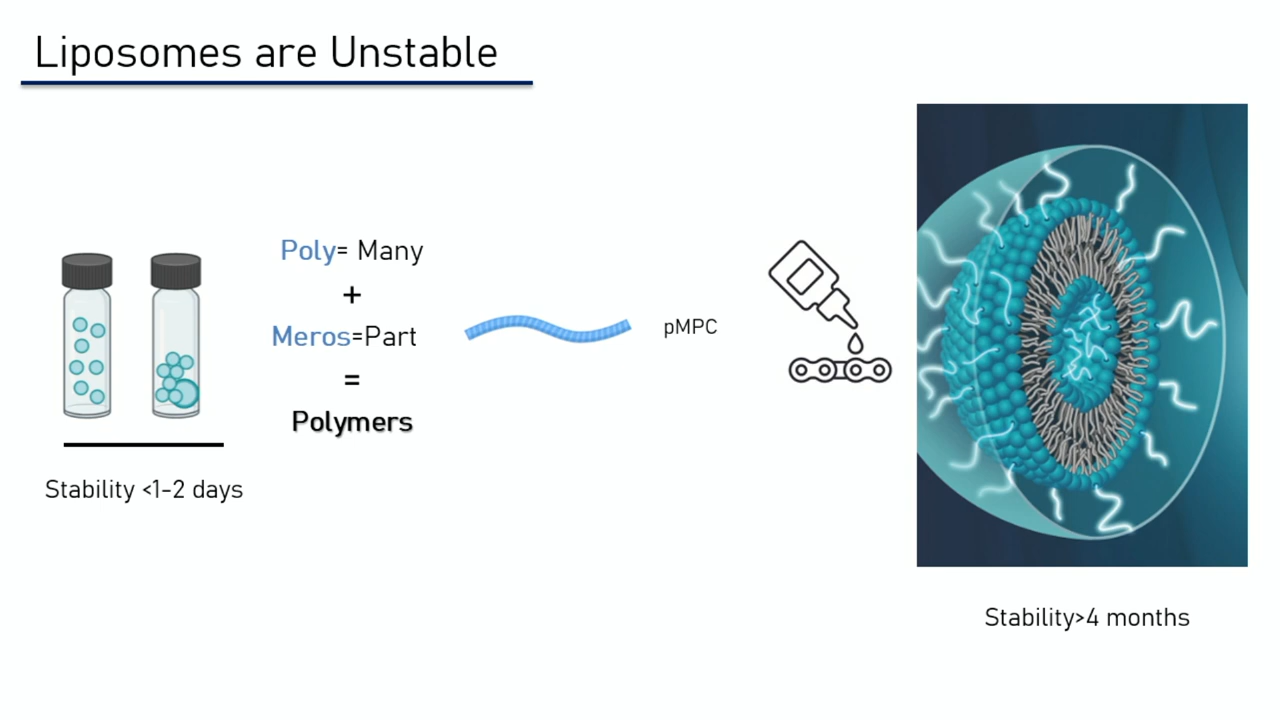 Liposomes are Unstable
Poly= Many
+
Meros=Part
=
Polymers
pMPC
Stability <1-2 days
Stability>4 months